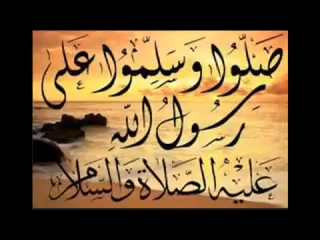 صَلُّوا وَسَلِّمُوا عَلَى
رَسُولُ اللّٰهِ
عَلَيْهِ الصَّلَاة وَالسَّلَام